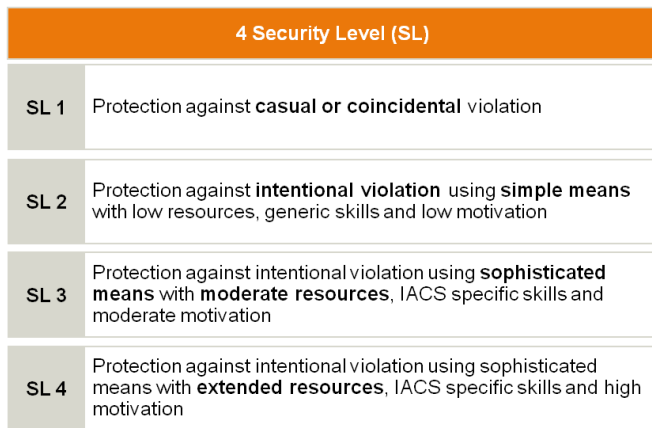 4 Security Level (SL)
SL 1
Protection against casual or coincidental violation
SL 2
Protection against intentional violation using simple means
with low resources, generic skills and low motivation
SL 3
Protection against intentional violation using sophisticated
means with moderate resources, IACS specific skills and
moderate motivation
SL 4
Protection against intentional violation using sophisticated
means with extended resources, IACS specific skills and high
motivation